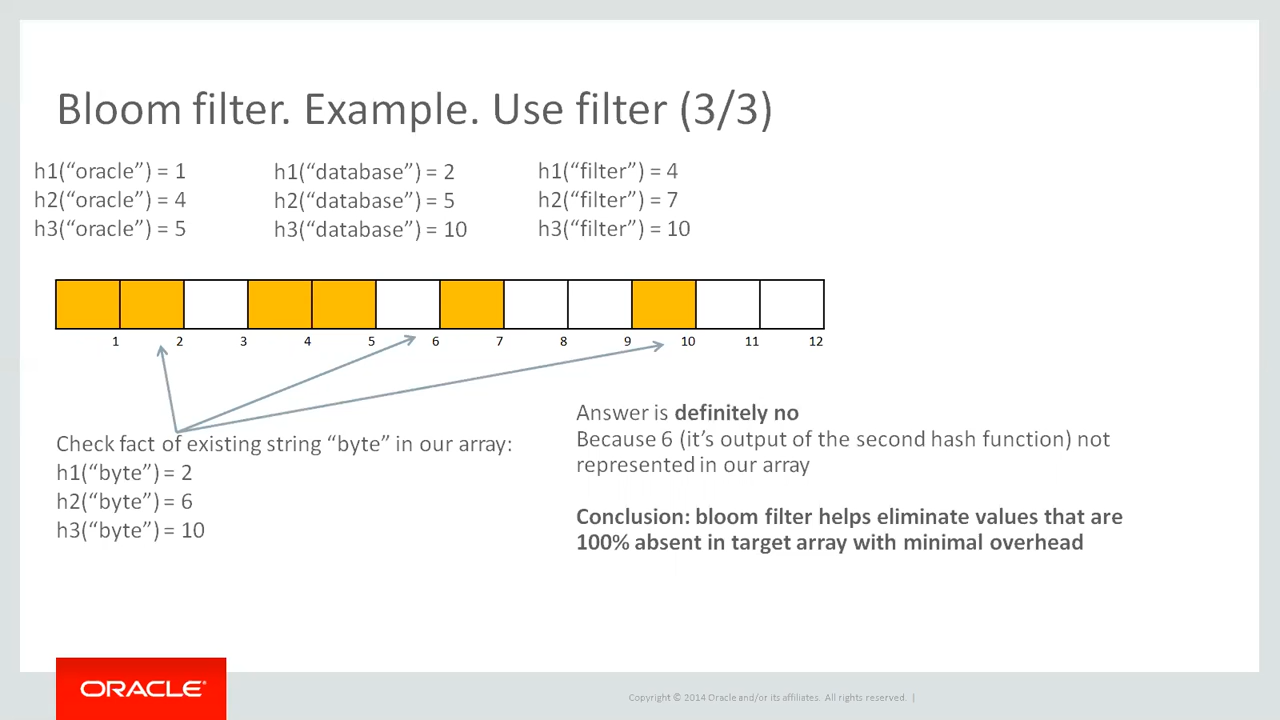 Bloom filter. Example. Use filter (3/3)
h1(“oracle”) = 1
h2(“oracle”) = 4
h3(“oracle”) = 5
h1(“database”) = 2
h2(“database”) = 5
h3(“database”) = 10
h1(“filter”) = 4
h2(“filter”) = 7
h3(“filter”) = 10
1 2 3 4 5 6 7 8 9 10 11 12
Check fact of existing string “byte” in our array:
h1(“byte”) = 2
h2(“byte”) = 6
h3(“byte”) = 10
Answer is definitely no
Because 6 (it’s output of the second hash function) not
represented in our array
Conclusion: bloom filter helps eliminate values that are
100% absent in target array with minimal overhead
ORACLE®
Copyright © 2014 Oracle and/or its affiliates. All rights reserved. |